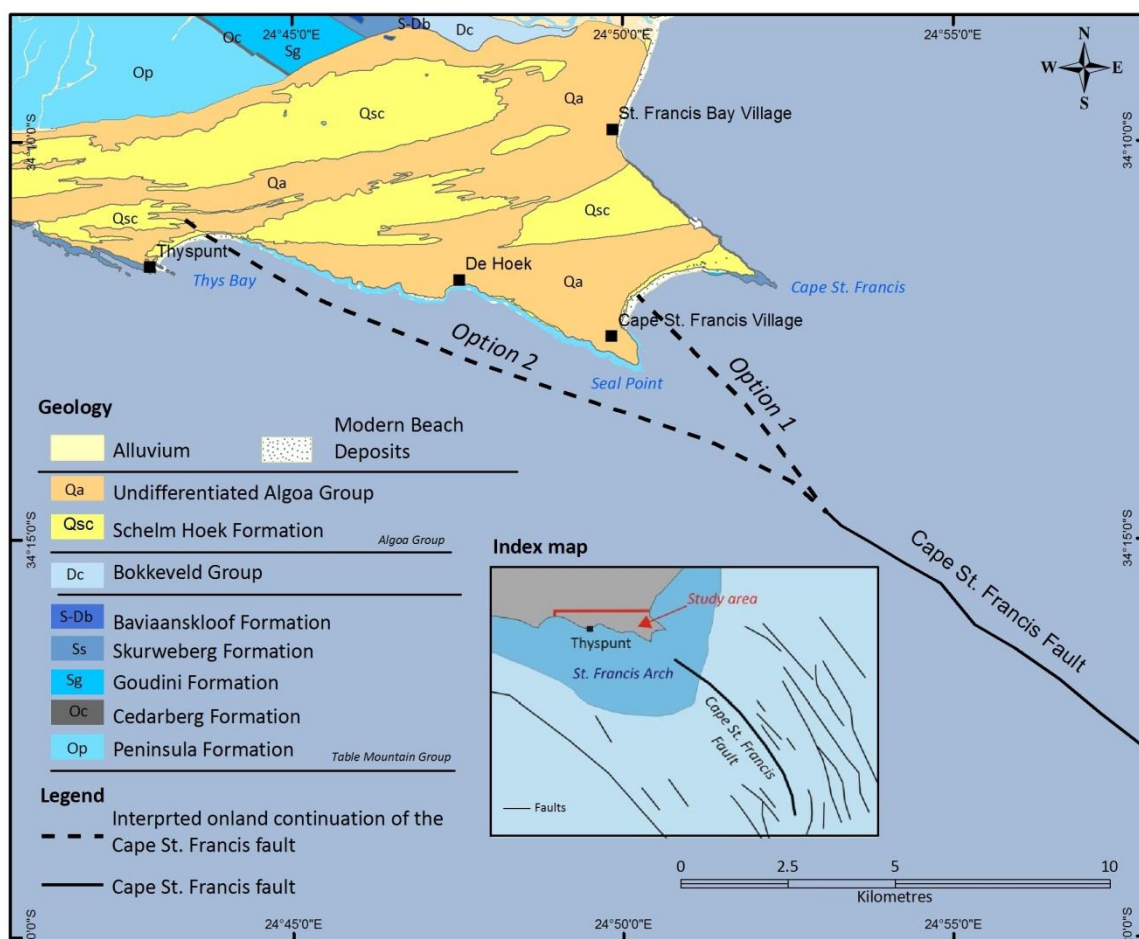 24°45'0"E
24°50'0"E
24°55'0"E
N
W E
S
S-Db
Dc
Oc
Sg
Op
Qsc
Qa
St. Francis Bay Village
34°10'0"S
34°10'0"S
Qa
Qsc
Qsc
Thyspunt
Thys Bay
De Hoek
Qa
Cape St. Francis
Cape St. Francis Village
Option 2
Option 1
Seal Point
Geology
Alluvium
Modern Beach
Deposits
Qa Undifferentiated Algoa Group
Qsc Schelm Hoek Formation
Algoa Group
34°15'0"S
34°15'0"S
Dc Bokkeveld Group
S-Db Baviaanskloof Formation
Ss Skurweberg Formation
Sg Goudini Formation
Oc Cedarberg Formation
Op Peninsula Formation
Table Mountain Group
Cape St. Francis Fault
Index map
Study area
Thyspunt
St. Francis Arch
Cape St. Francis
Fault
Faults
Legend
Interprted onland continuation of the
Cape St. Francis fault
Cape St. Francis fault
0 2.5 5 10
Kilometres
0'0"S
0'0"S
24°45'0"E
24°50'0"E
24°55'0"E